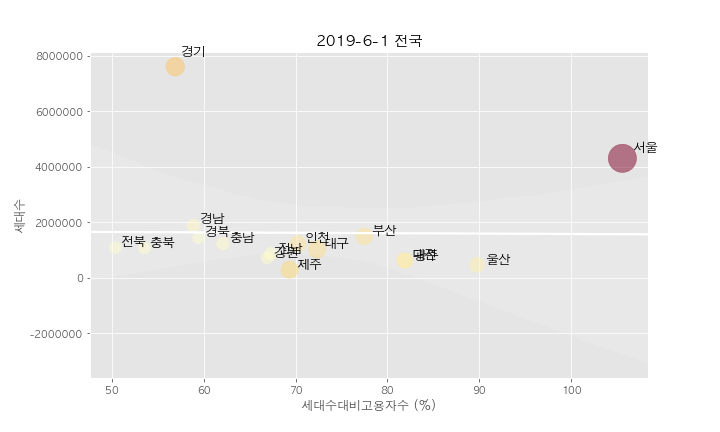 2019-6-1 전국
세대수
8000000
6000000
4000000
2000000
0
-2000000
경기
서울
경남
경북
충남
전북
충북
인천
대구
부산
강원
제주
울산
50
60
70
80
90
100
세대수대비고용자수 (%)